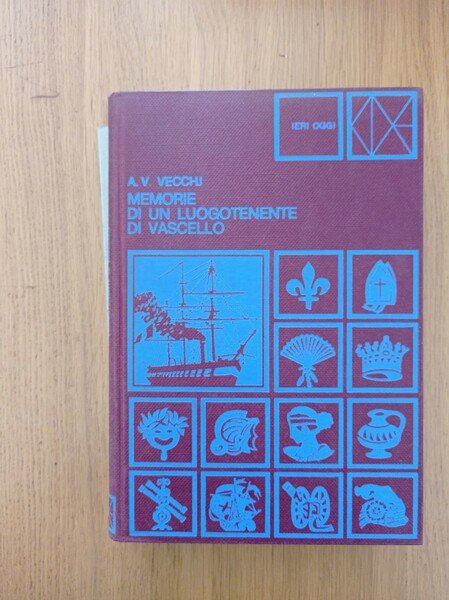 IERI OGGI
A. V. VECCHJ
MEMORIE
DI UN LUOGOTENENTE
DI VASCELLO